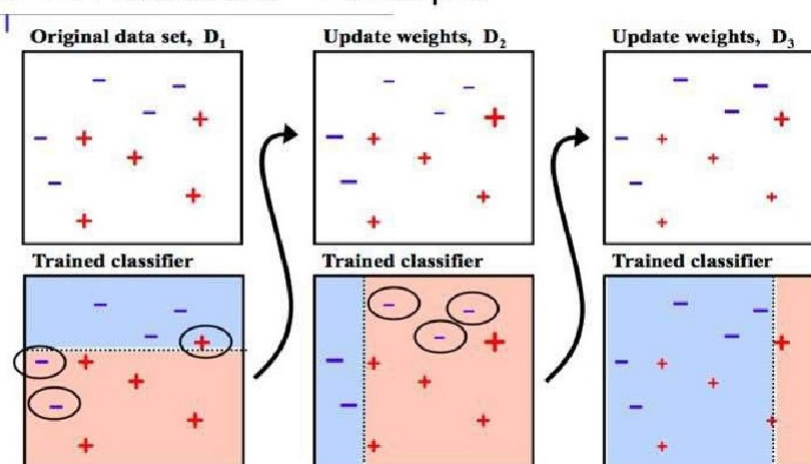 Original data set, D₁
Update weights, D₂
Update weights, D₃
Trained classifier
Trained classifier
Trained classifier